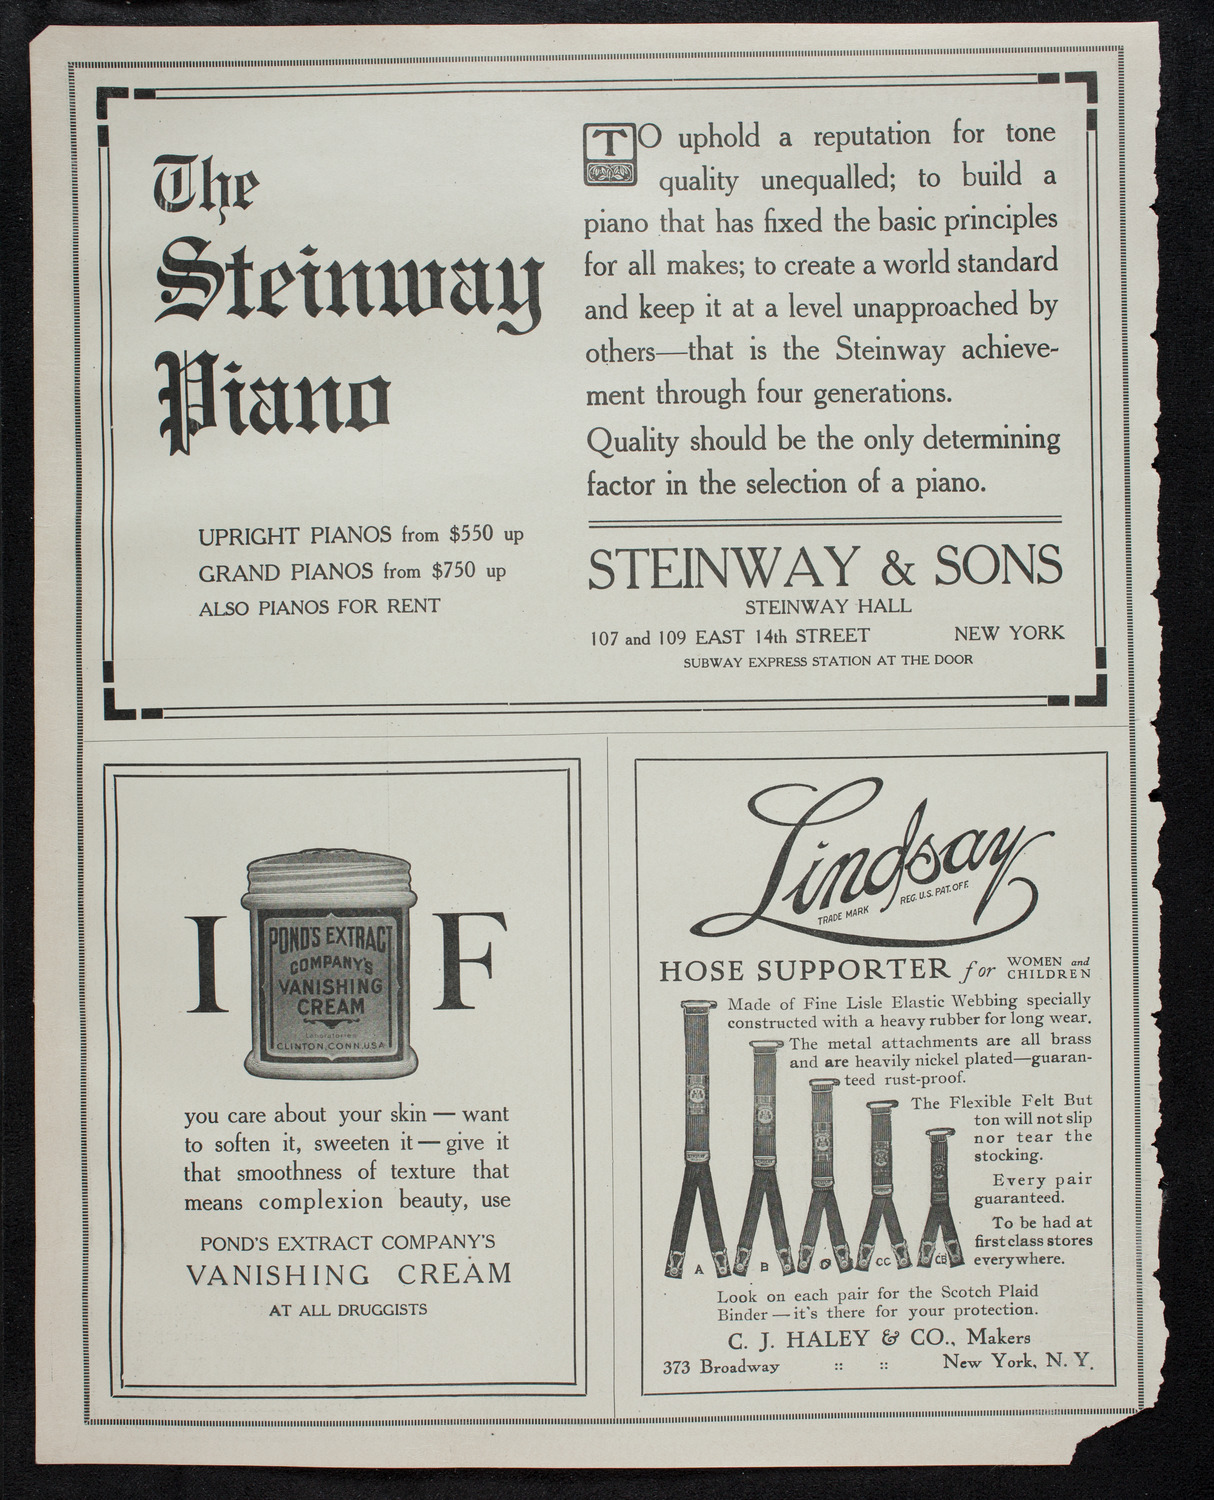 The
Steinway
Piano
UPRIGHT PIANOS from $550 up
GRAND PIANOS from $750 up
ALSO PIANOS FOR RENT
TO uphold a reputation for tone
quality unequalled; to build a
piano that has fixed the basic principles
for all makes; to create a world standard
and keep it at a level unapproached by
others—that is the Steinway achieve-
ment through four generations.
Quality should be the only determining
factor in the selection of a piano.
STEINWAY & SONS
STEINWAY HALL
107 and 109 EAST 14th STREET NEW YORK
SUBWAY EXPRESS STATION AT THE DOOR
I F
POND'S EXTRACT
COMPANY'S
VANISHING
CREAM
Laboratories
CLINTON, CONN. USA
you care about your skin — want
to soften it, sweeten it — give it
that smoothness of texture that
means complexion beauty, use
POND'S EXTRACT COMPANY'S
VANISHING CREAM
AT ALL DRUGGISTS
Lindsay
TRADE MARK REG. U.S. PAT. OFF.
HOSE SUPPORTER for WOMEN and
CHILDREN
Made of Fine Lisle Elastic Webbing specially
constructed with a heavy rubber for long wear.
The metal attachments are all brass
and are heavily nickel plated—guaran-
teed rust-proof.
The Flexible Felt But
ton will not slip
nor tear the
stocking.
Every pair
guaranteed.
To be had at
first class stores
everywhere.
A B C CC CB
Look on each pair for the Scotch Plaid
Binder — it's there for your protection.
C. J. HALEY & CO., Makers
373 Broadway :: :: New York, N. Y.